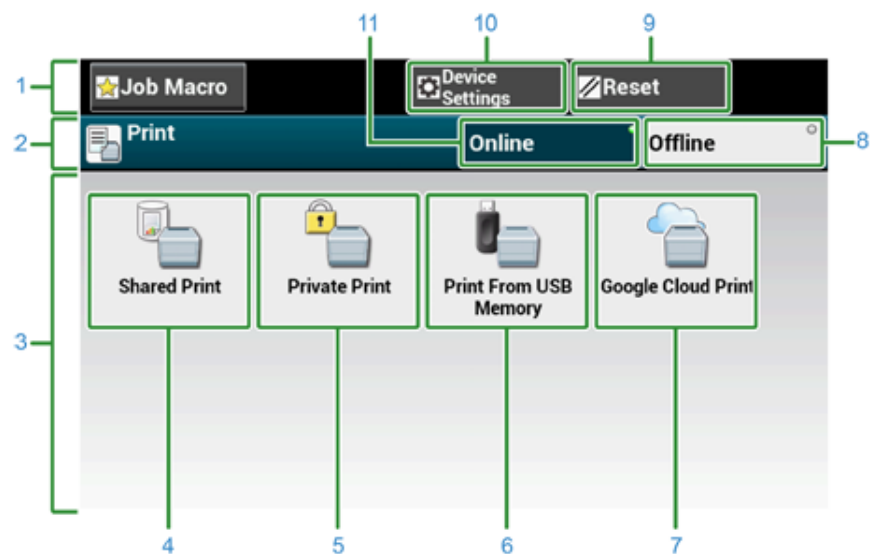 11
10
9
1
Job Macro
Device
Settings
Reset
2
Print
Online
Offline
8
Shared Print
Private Print
Print From USB
Memory
Google Cloud Print
3
4
5
6
7